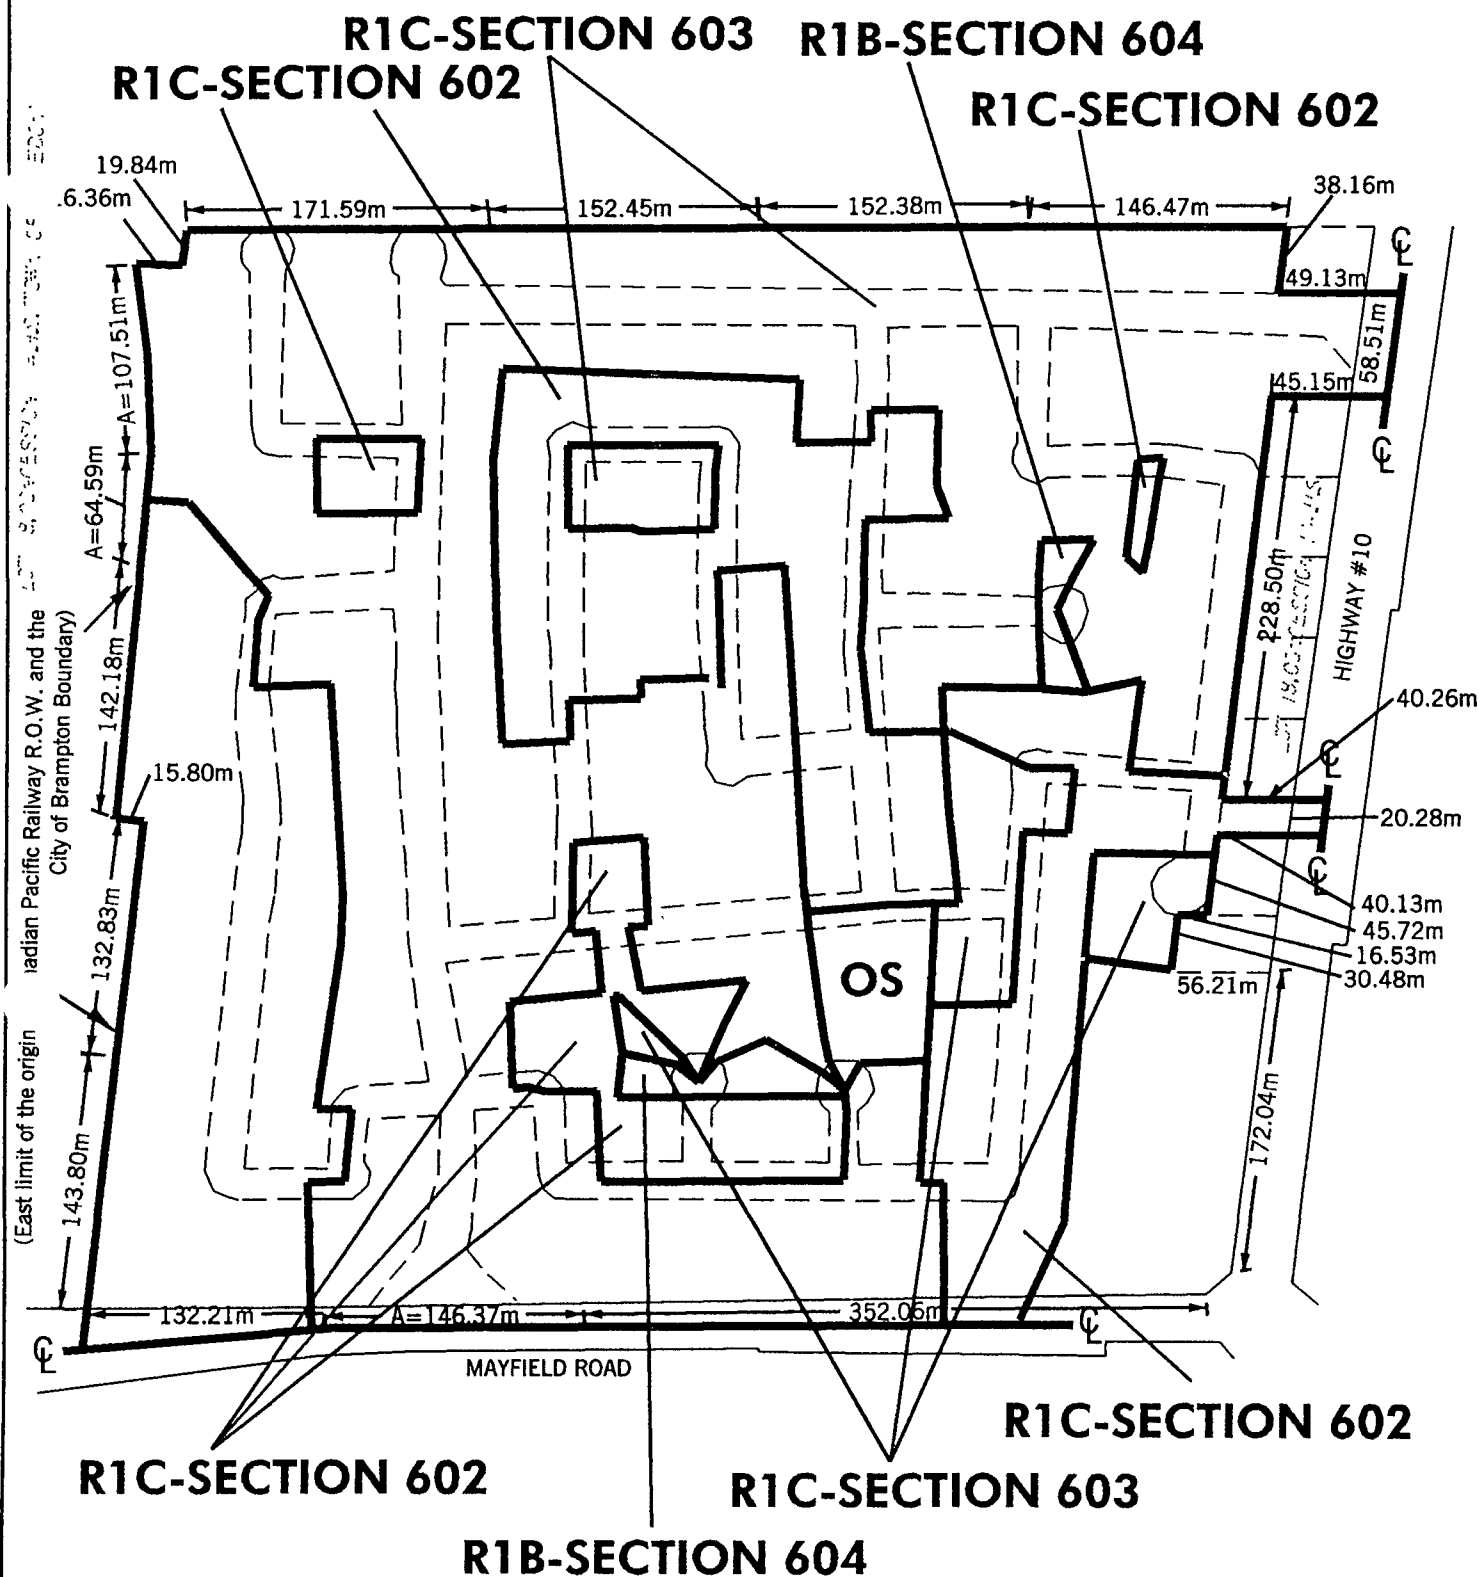 R1C-SECTION 603
R1B-SECTION 604
R1C-SECTION 602
R1C-SECTION 602
19.84m
.6.36m
38.16m
171.59m
152.45m
152.38m
146.47m
49.13m
58.51m
45.15m
A=107.51m
A=64.59m
142.18m
228.50m
HIGHWAY #10
40.26m
15.80m
20.28m
adian Pacific Railway R.O.W. and the
City of Brampton Boundary)
132.83m
40.13m
45.72m
16.53m
30.48m
56.21m
OS
(East limit of the origin
143.80m
172.04m
132.21m
A=146.37m
352.06m
MAYFIELD ROAD
R1C-SECTION 602
R1C-SECTION 602
R1C-SECTION 603
R1B-SECTION 604